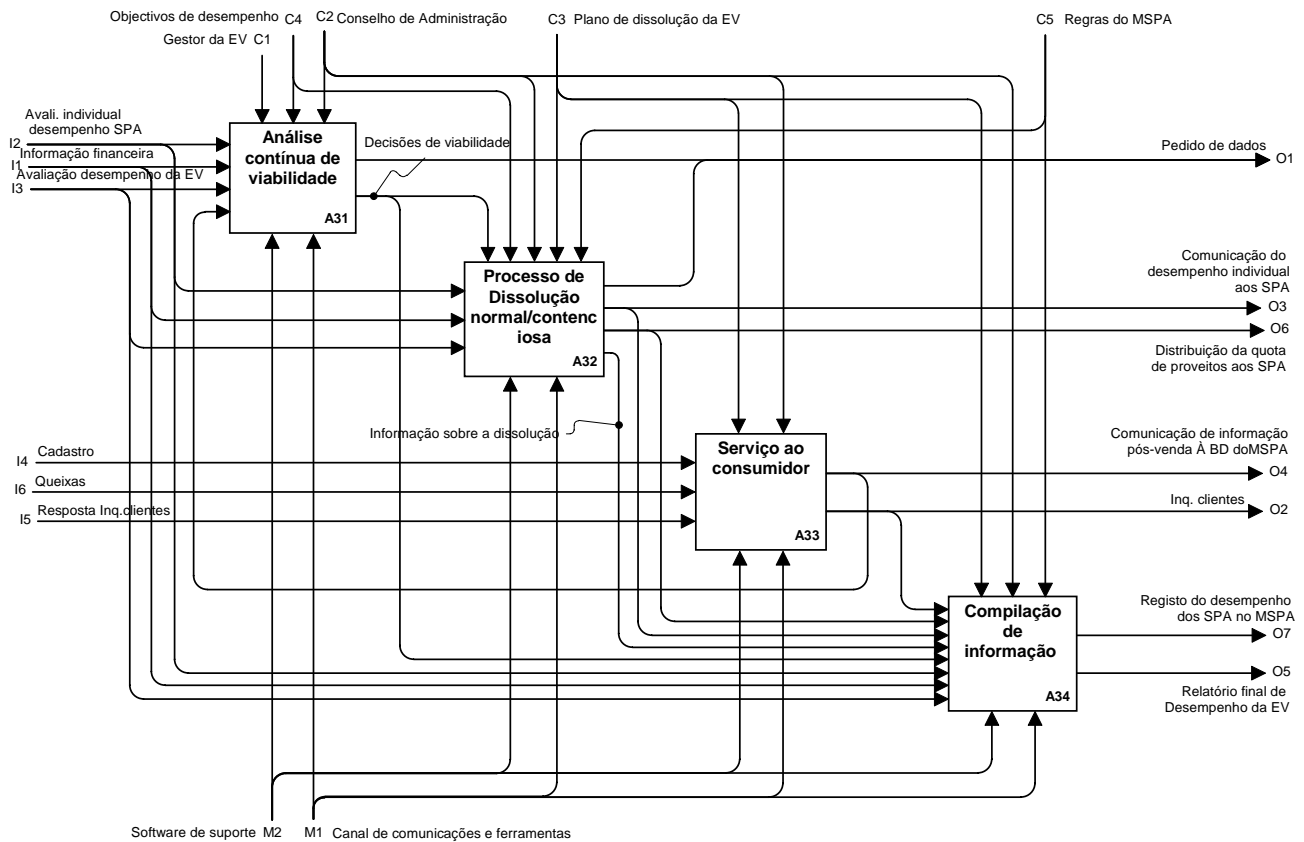 Objectivos de desempenho C4
C2 Conselho de Administração
C3 Plano de dissolução da EV
C5 Regras do MSPA
Gestor da EV C1
Avali. individual
desempenho SPA
I2
Informação financeira
I1
Avaliação desempenho da EV
I3
Análise
contínua de
viabilidade
A31
Decisões de viabilidade
Pedido de dados
O1
Processo de
Dissolução
normal/contenc
iosa
A32
Comunicação do
desempenho individual
aos SPA
O3
O6
Distribuição da quota
de proveitos aos SPA
Informação sobre a dissolução
I4 Cadastro
I6 Queixas
I5 Resposta Inq.clientes
Serviço ao
consumidor
A33
Comunicação de informação
pós-venda À BD doMSPA
O4
Inq. clientes
O2
Compilação
de
informação
A34
Registo do desempenho
dos SPA no MSPA
O7
O5
Relatório final de
Desempenho da EV
Software de suporte M2
M1 Canal de comunicações e ferramentas